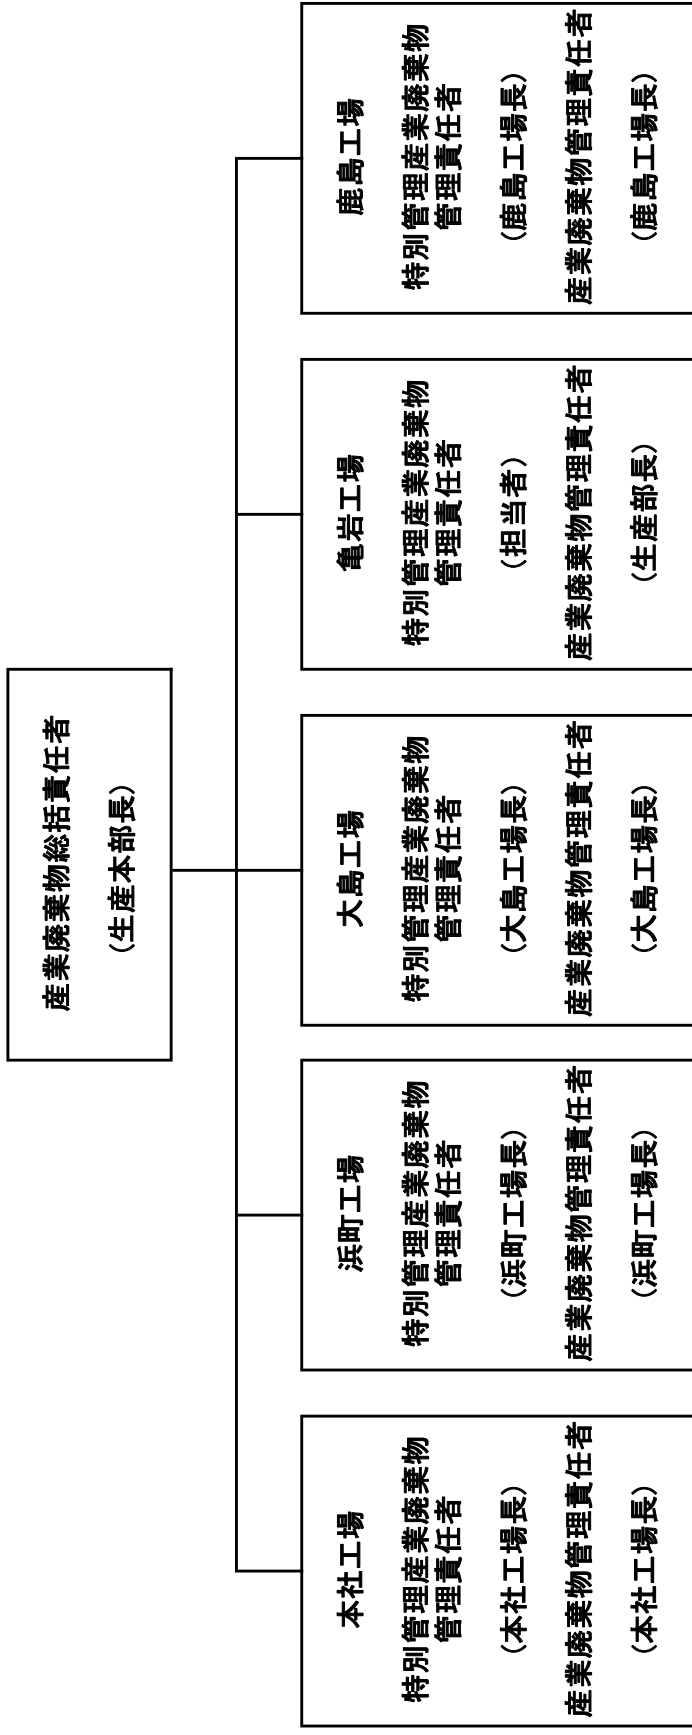 産業廃棄物総括責任者
(生産本部長)
本社工場
特別管理産業廃棄物
管理責任者
(本社工場長)
産業廃棄物管理責任者
(本社工場長)
浜町工場
特別管理産業廃棄物
管理責任者
(浜町工場長)
産業廃棄物管理責任者
(浜町工場長)
大島工場
特別管理産業廃棄物
管理責任者
(大島工場長)
産業廃棄物管理責任者
(大島工場長)
亀岩工場
特別管理産業廃棄物
管理責任者
(担当者)
産業廃棄物管理責任者
(生産部長)
鹿島工場
特別管理産業廃棄物
管理責任者
(鹿島工場長)
産業廃棄物管理責任者
(鹿島工場長)